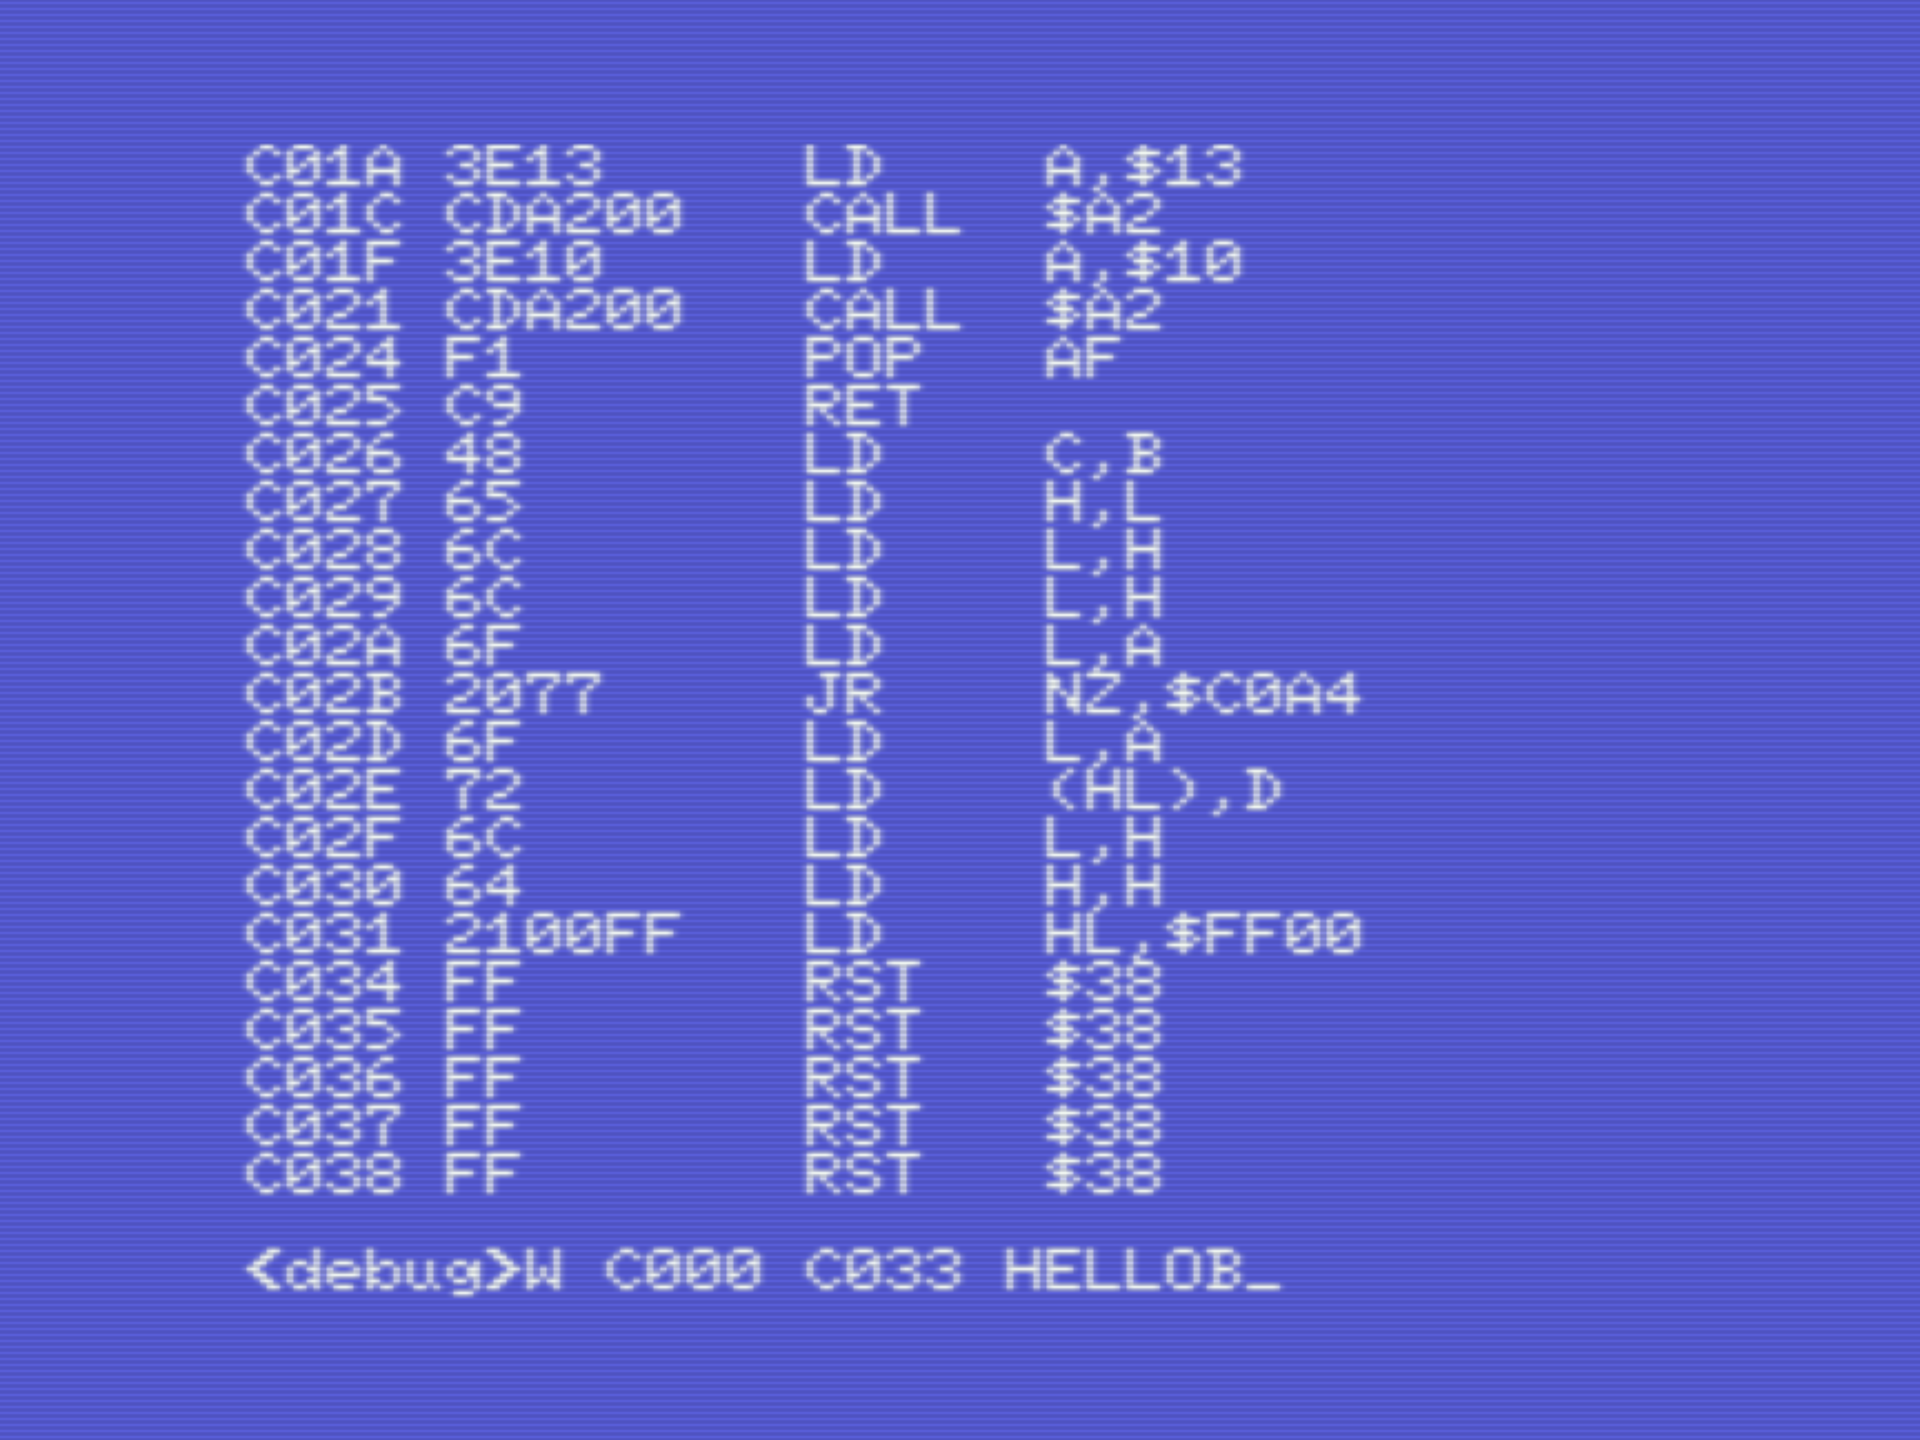 C01A 3E13 LD A,$13
C01C CDA200 CALL $A2
C01F 3E10 LD A,$10
C021 CDA200 CALL $A2
C024 F1 POP AF
C025 C9 RET
C026 48 LD C,B
C027 65 LD H,L
C028 6C LD L,H
C029 6C LD L,H
C02A 6F LD L,A
C02B 2077 JR NZ,$C0A4
C02D 6F LD L,A
C02E 72 LD (HL),D
C02F 6C LD L,H
C030 64 LD H,H
C031 2100FF LD HL,$FF00
C034 FF RST $38
C035 FF RST $38
C036 FF RST $38
C037 FF RST $38
C038 FF RST $38
<debug>W C000 C033 HELLOB_